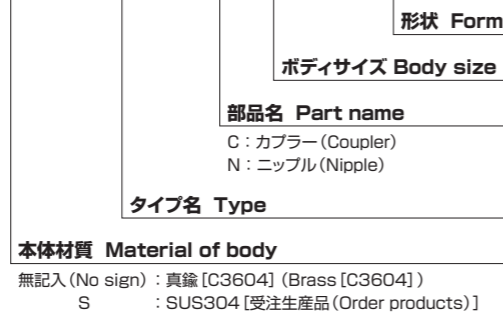 形状 Form
ボディサイズ Body size
部品名 Part name
C：カプラー（Coupler）
N：ニップル（Nipple）
タイプ名 Type
本体材質 Material of body
無記入（No sign）：真鍮［C3604］（Brass［C3604］）
S ：SUS304［受注生産品（Order products）］